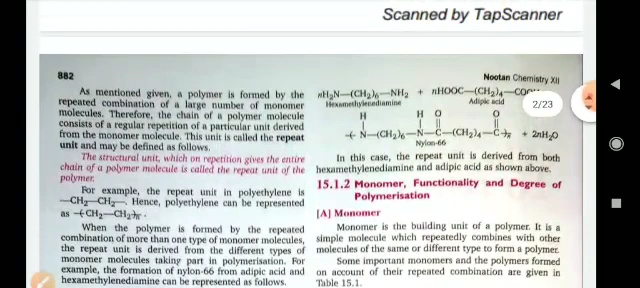 Scanned by TapScanner
882
As mentioned given, a polymer is formed by the
repeated combination of a large number of monomer
molecules. Therefore, the chain of a polymer molecule
consists of a regular repetition of a particular unit derived
from the monomer molecule. This unit is called the repeat
unit and may be defined as follows.
The structural unit, which on repetition gives the entire
chain of a polymer molecule is called the repeat unit of the
polymer.
For example, the repeat unit in polyethylene is
—CH₂—CH₂—. Hence, polyethylene can be represented
as -(-CH₂—CH₂-)-n.
When the polymer is formed by the repeated
combination of more than one type of monomer molecules,
the repeat unit is derived from the different types of
monomer molecules taking part in polymerisation. For
example, the formation of nylon-66 from adipic acid and
hexamethylenediamine can be represented as follows.
Nootan Chemistry XII
nH₂N—(CH₂)₆—NH₂ + nHOOC—(CH₂)₄—COO
Hexamethylenediamine Adipic acid
2/23
H H O O
-(-N—(CH₂)₆—N—C—(CH₂)₄—C-)-n + 2nH₂O
Nylon-66
In this case, the repeat unit is derived from both
hexamethylenediamine and adipic acid as shown above.
15.1.2 Monomer, Functionality and Degree of
Polymerisation
[A] Monomer
Monomer is the building unit of a polymer. It is a
simple molecule which repeatedly combines with other
molecules of the same or different type to form a polymer.
Some important monomers and the polymers formed
on account of their repeated combination are given in
Table 15.1.